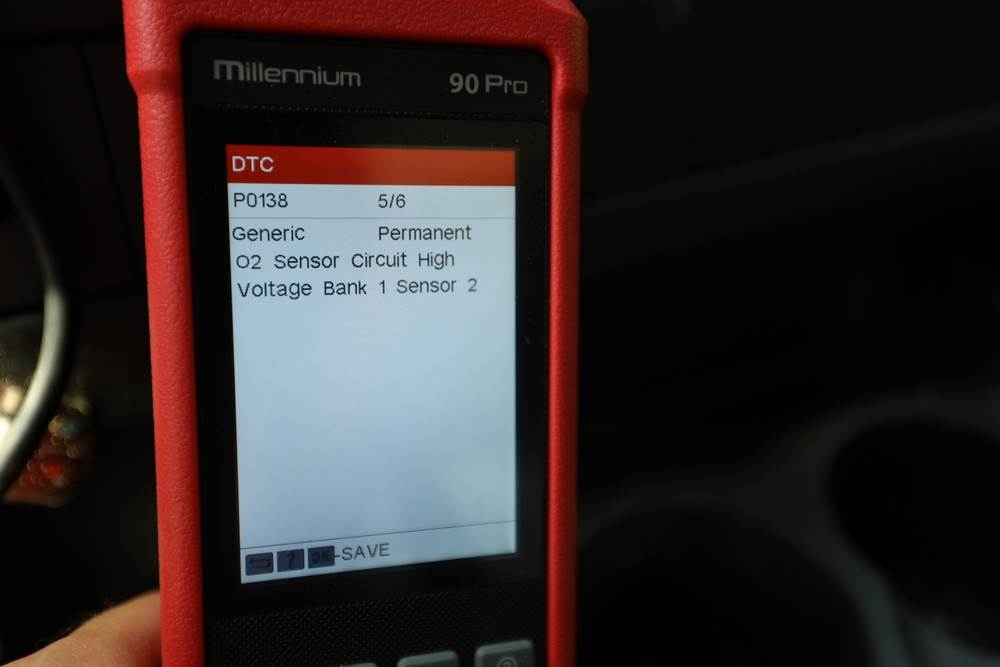 Millennium 90 Pro
DTC
P0138 5/6
Generic Permanent
O2 Sensor Circuit High
Voltage Bank 1 Sensor 2
? OK-SAVE